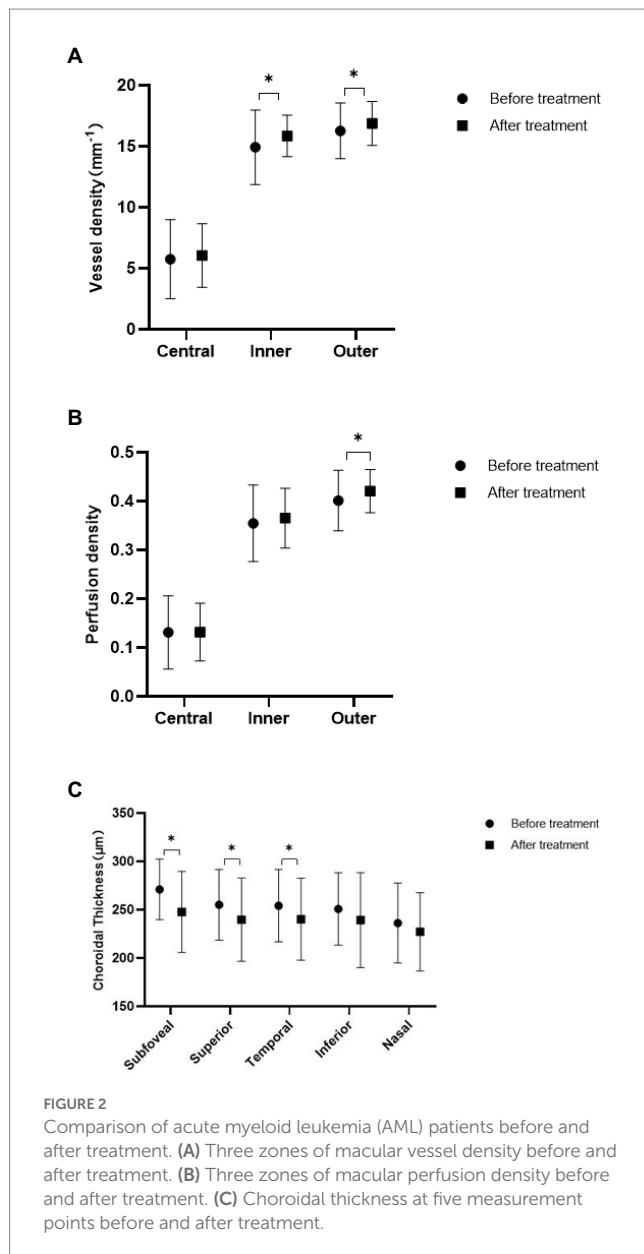 A
*
*
Before treatment
After treatment
20
15
10
5
0
Vessel density (mm-1)
Central
Inner
Outer
B
*
Before treatment
After treatment
0.5
0.4
0.3
0.2
0.1
0.0
Perfusion density
Central
Inner
Outer
C
*
*
*
Before treatment
After treatment
350
300
250
200
150
Choroidal Thickness (μm)
Subfoveal
Superior
Temporal
Inferior
Nasal
FIGURE 2
Comparison of acute myeloid leukemia (AML) patients before and
after treatment. (A) Three zones of macular vessel density before and
after treatment. (B) Three zones of macular perfusion density before
and after treatment. (C) Choroidal thickness at five measurement
points before and after treatment.